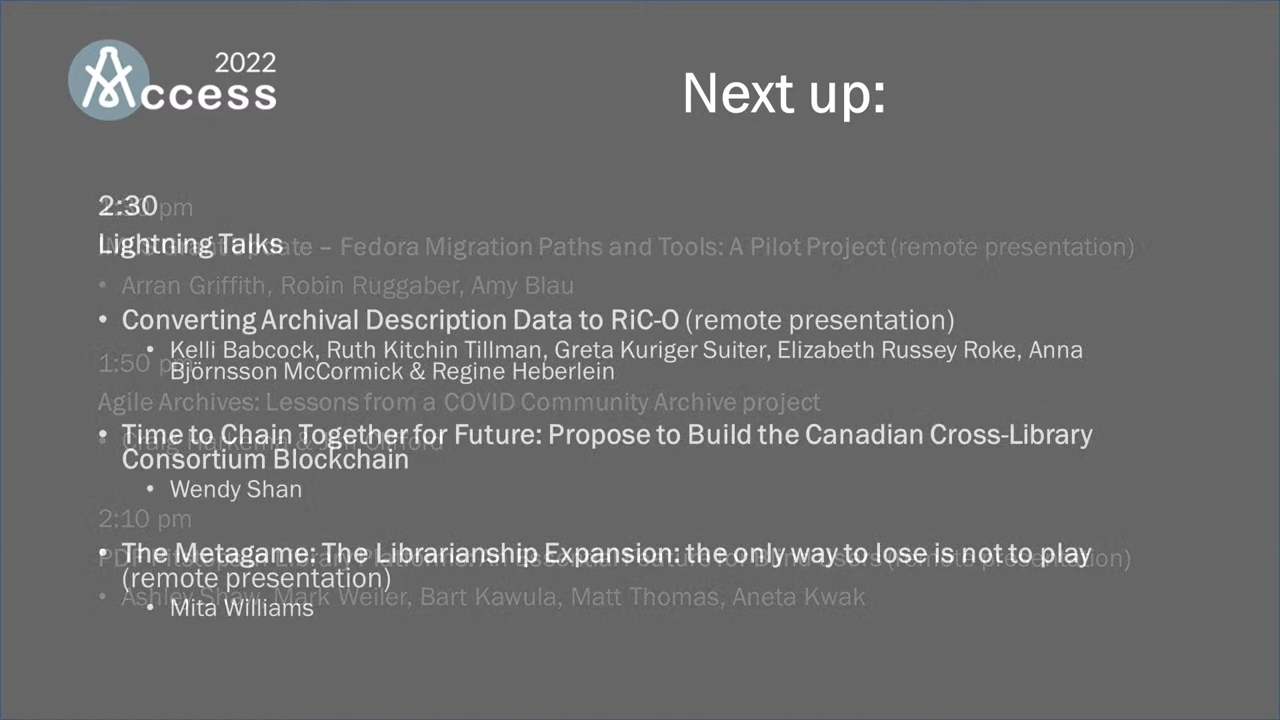 2022
Access
Next up:
2:30
pm
Lightning Talks
– Fedora Migration Paths and Tools: A Pilot Project (remote presentation)
• Arran Griffith, Robin Ruggaber, Amy Blau
• Converting Archival Description Data to RiC-O (remote presentation)
• Kelli Babcock, Ruth Kitchin Tillman, Greta Kuriger Suiter, Elizabeth Russey Roke, Anna
Björnsson McCormick & Regine Heberlein
1:50
Agile Archives: Lessons from a COVID Community Archive project
• Time to Chain Together for Future: Propose to Build the Canadian Cross-Library
Consortium Blockchain
• Wendy Shan
2:10 pm
• The Metagame: The Librarianship Expansion: the only way to lose is not to play
(remote presentation)
• Ashley Shaw, Mark Weiler, Bart Kawula, Matt Thomas, Aneta Kwak
• Mita Williams